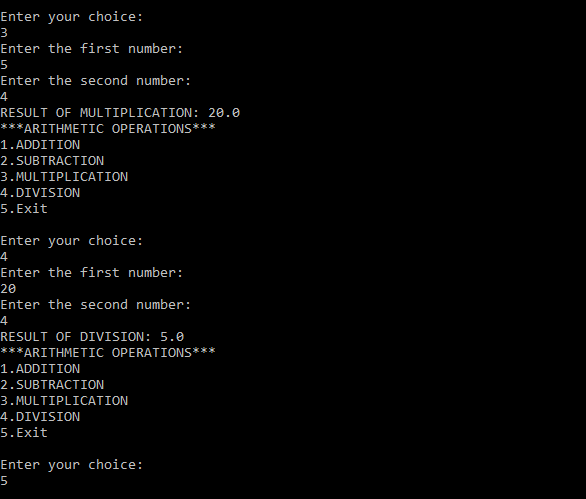 Enter your choice:
3
Enter the first number:
5
Enter the second number:
4
RESULT OF MULTIPLICATION: 20.0
***ARITHMETIC OPERATIONS***
1.ADDITION
2.SUBTRACTION
3.MULTIPLICATION
4.DIVISION
5.Exit

Enter your choice:
4
Enter the first number:
20
Enter the second number:
4
RESULT OF DIVISION: 5.0
***ARITHMETIC OPERATIONS***
1.ADDITION
2.SUBTRACTION
3.MULTIPLICATION
4.DIVISION
5.Exit

Enter your choice:
5